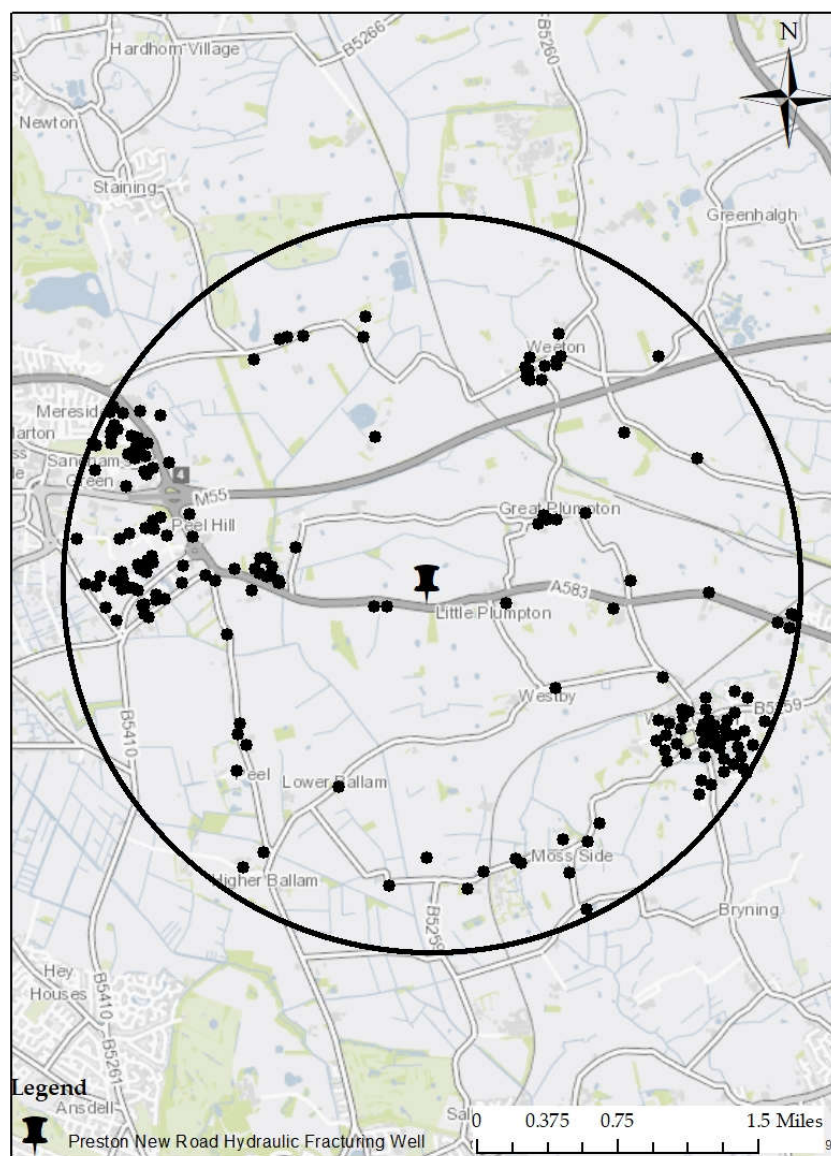 B5266
B5260
N
Hardhorn Village
Newton
Staining
Greenhalgh
Weeton
Mereside
Marton
Green
4
M55
Peel Hill
Great Plumpton
A583
Little Plumpton
Westby
B5259
B5410
Lower Ballam
Moss Side
Higher Ballam
B5259
Bryning
Hey
Houses
B5410
B5261
Legend
Ansdell
Preston New Road Hydraulic Fracturing Well
0 0.375 0.75 1.5 Miles